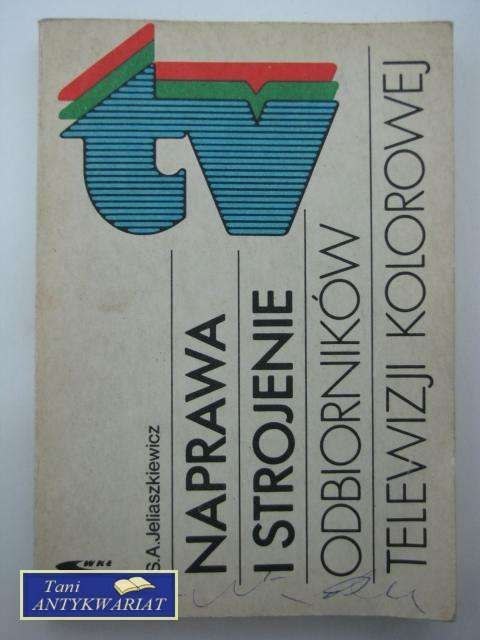 tv
S.A.Jeliaszkiewicz
NAPRAWA
I STROJENIE
ODBIORNIKÓW
TELEWIZJI KOLOROWEJ
WKŁ
Tani
ANTYKWARIAT